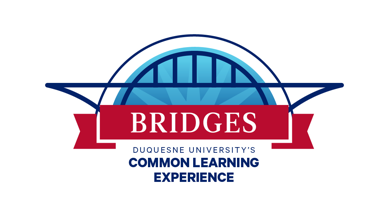 BRIDGES
DUQUESNE UNIVERSITY'S
COMMON LEARNING
EXPERIENCE